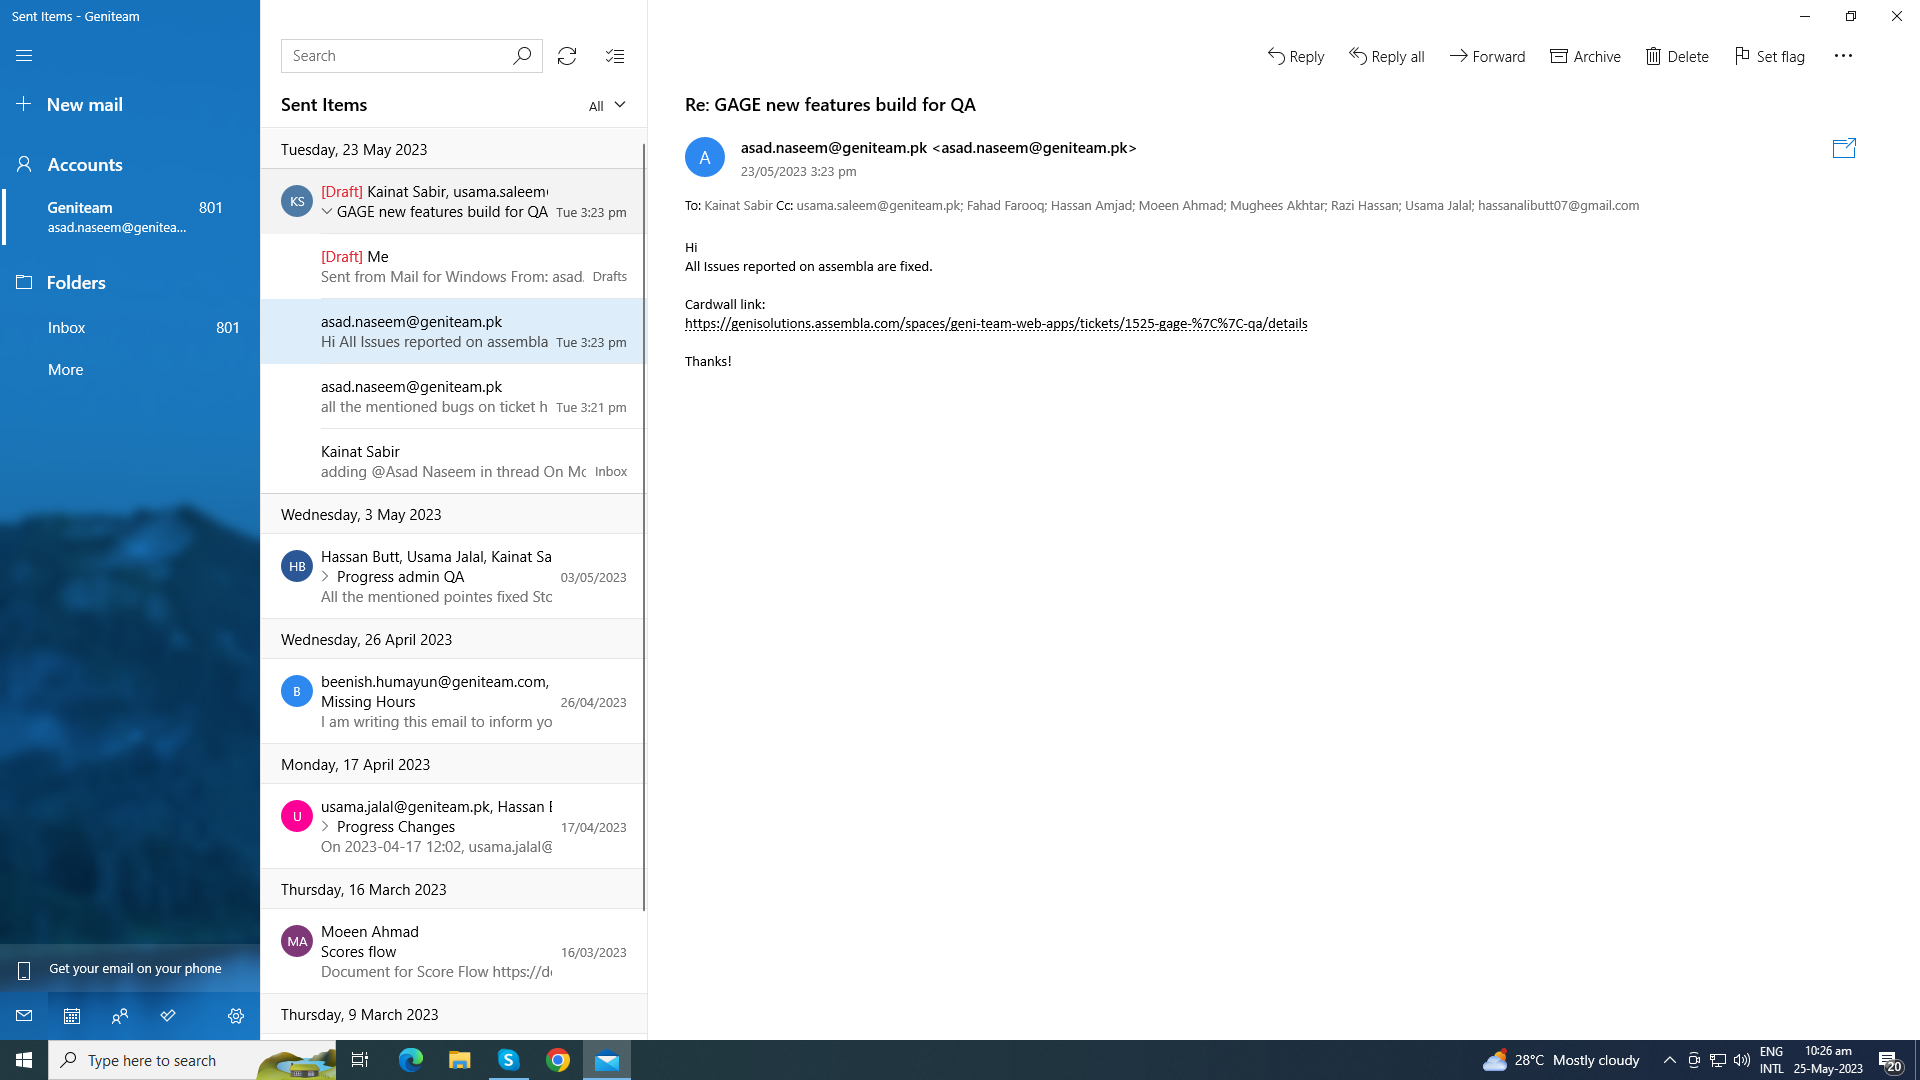 Sent Items - Geniteam
New mail
Accounts
Geniteam 801
asad.naseem@genitea...
Folders
Inbox 801
More
Get your email on your phone
Search
Sent Items All
Tuesday, 23 May 2023
KS [Draft] Kainat Sabir, usama.saleem
GAGE new features build for QA Tue 3:23 pm
[Draft] Me
Sent from Mail for Windows From: asad. Drafts
asad.naseem@geniteam.pk
Hi All Issues reported on assembla Tue 3:23 pm
asad.naseem@geniteam.pk
all the mentioned bugs on ticket h Tue 3:21 pm
Kainat Sabir
adding @Asad Naseem in thread On Mo Inbox
Wednesday, 3 May 2023
HB Hassan Butt, Usama Jalal, Kainat Sa
Progress admin QA 03/05/2023
All the mentioned pointes fixed Sto
Wednesday, 26 April 2023
B beenish.humayun@geniteam.com,
Missing Hours 26/04/2023
I am writing this email to inform yo
Monday, 17 April 2023
U usama.jalal@geniteam.pk, Hassan
Progress Changes 17/04/2023
On 2023-04-17 12:02, usama.jalal@
Thursday, 16 March 2023
MA Moeen Ahmad
Scores flow 16/03/2023
Document for Score Flow https://do
Thursday, 9 March 2023
Reply Reply all Forward Archive Delete Set flag ...
Re: GAGE new features build for QA
A asad.naseem@geniteam.pk <asad.naseem@geniteam.pk>
23/05/2023 3:23 pm
To: Kainat Sabir Cc: usama.saleem@geniteam.pk; Fahad Farooq; Hassan Amjad; Moeen Ahmad; Mughees Akhtar; Razi Hassan; Usama Jalal; hassanalibutt07@gmail.com
Hi
All Issues reported on assembla are fixed.
Cardwall link:
https://genisolutions.assembla.com/spaces/geni-team-web-apps/tickets/1525-gage-%7C%7C-qa/details
Thanks!
Type here to search
28°C Mostly cloudy
ENG
INTL
10:26 am
25-May-2023
20